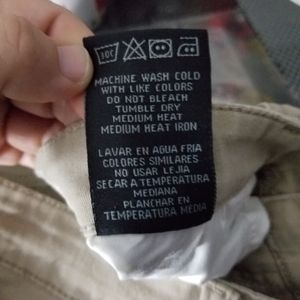 30C
MACHINE WASH COLD
WITH LIKE COLORS
DO NOT BLEACH
TUMBLE DRY
MEDIUM HEAT
MEDIUM HEAT IRON
LAVAR EN AGUA FRIA
COLORES SIMILARES
NO USAR LEJIA
SECAR A TEMPERATURA
MEDIANA
PLANCHAR EN
TEMPERATURA MEDIA